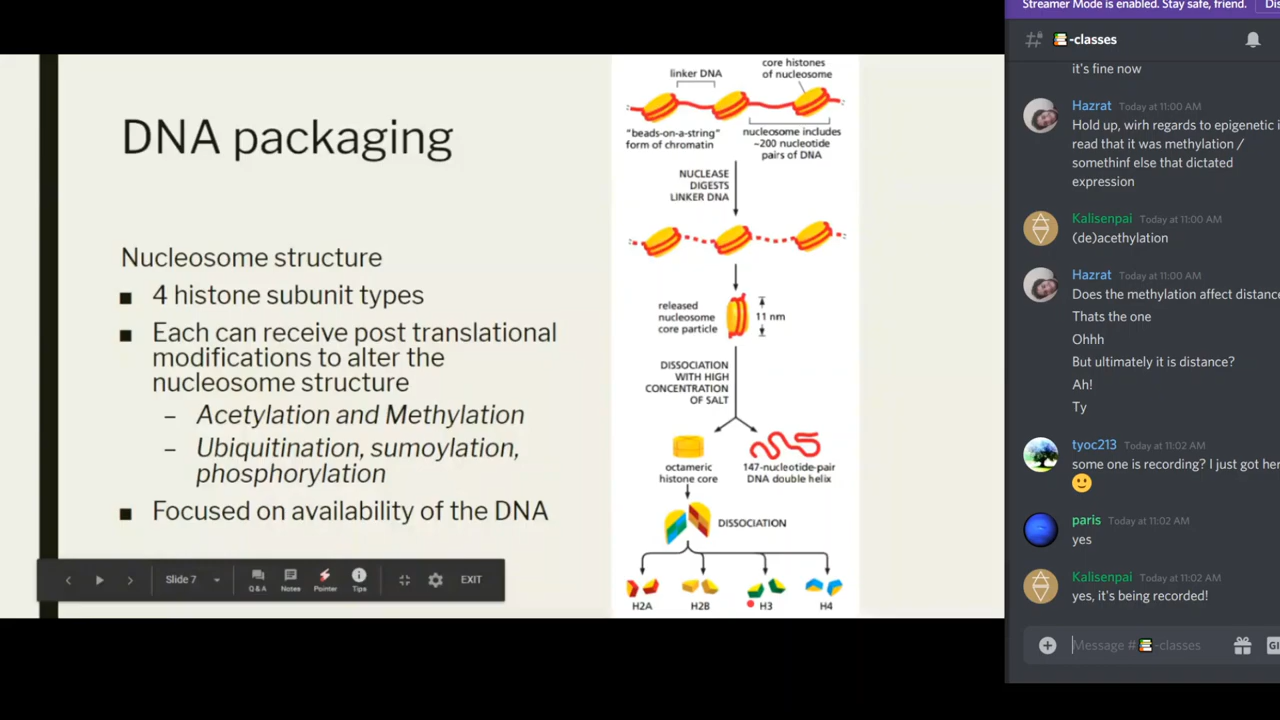 DNA packaging
Nucleosome structure
■ 4 histone subunit types
■ Each can receive post translational
modifications to alter the
nucleosome structure
– Acetylation and Methylation
– Ubiquitination, sumoylation,
phosphorylation
■ Focused on availability of the DNA
linker DNA
core histones
of nucleosome
"beads-on-a-string"
form of chromatin
nucleosome includes
~200 nucleotide
pairs of DNA
NUCLEASE
DIGESTS
LINKER DNA
released
nucleosome
core particle
11 nm
DISSOCIATION
WITH HIGH
CONCENTRATION
OF SALT
octameric
histone core
147-nucleotide-pair
DNA double helix
DISSOCIATION
H2A H2B H3 H4
Slide 7
Q & A Notes Pointer Tips
EXIT
Streamer Mode is enabled. Stay safe, friend. Dis
-classes
it's fine now
Hazrat Today at 11:00 AM
Hold up, wirh regards to epigenetic i
read that it was methylation /
somethinf else that dictated
expression
Kalisenpai Today at 11:00 AM
(de)acethylation
Hazrat Today at 11:00 AM
Does the methylation affect distance
Thats the one
Ohhh
But ultimately it is distance?
Ah!
Ty
tyoc213 Today at 11:02 AM
some one is recording? I just got her
paris Today at 11:02 AM
yes
Kalisenpai Today at 11:02 AM
yes, it's being recorded!
Message # -classes
GI